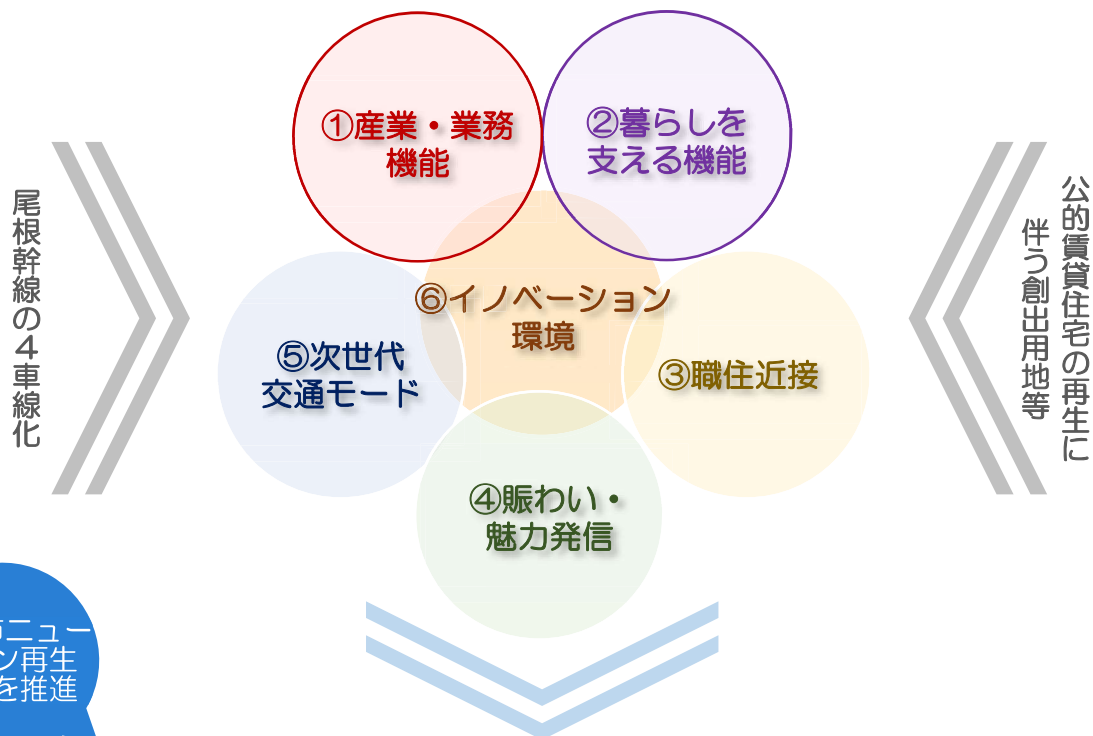 ①産業・業務
機能
②暮らしを
支える機能
尾根幹線の４車線化
公的賃貸住宅の再生に
伴う創出用地等
⑥イノベーション
環境
⑤次世代
交通モード
③職住近接
④賑わい・
魅力発信
ニュー
ン再生
を推進